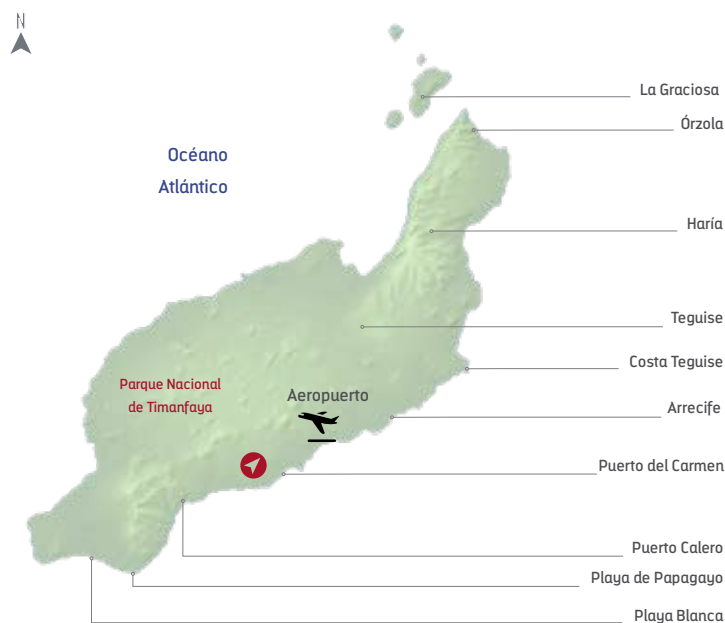 N
La Graciosa
Órzola
Océano
Atlántico
Haría
Teguise
Costa Teguise
Parque Nacional
de Timanfaya
Aeropuerto
Arrecife
Puerto del Carmen
Puerto Calero
Playa de Papagayo
Playa Blanca